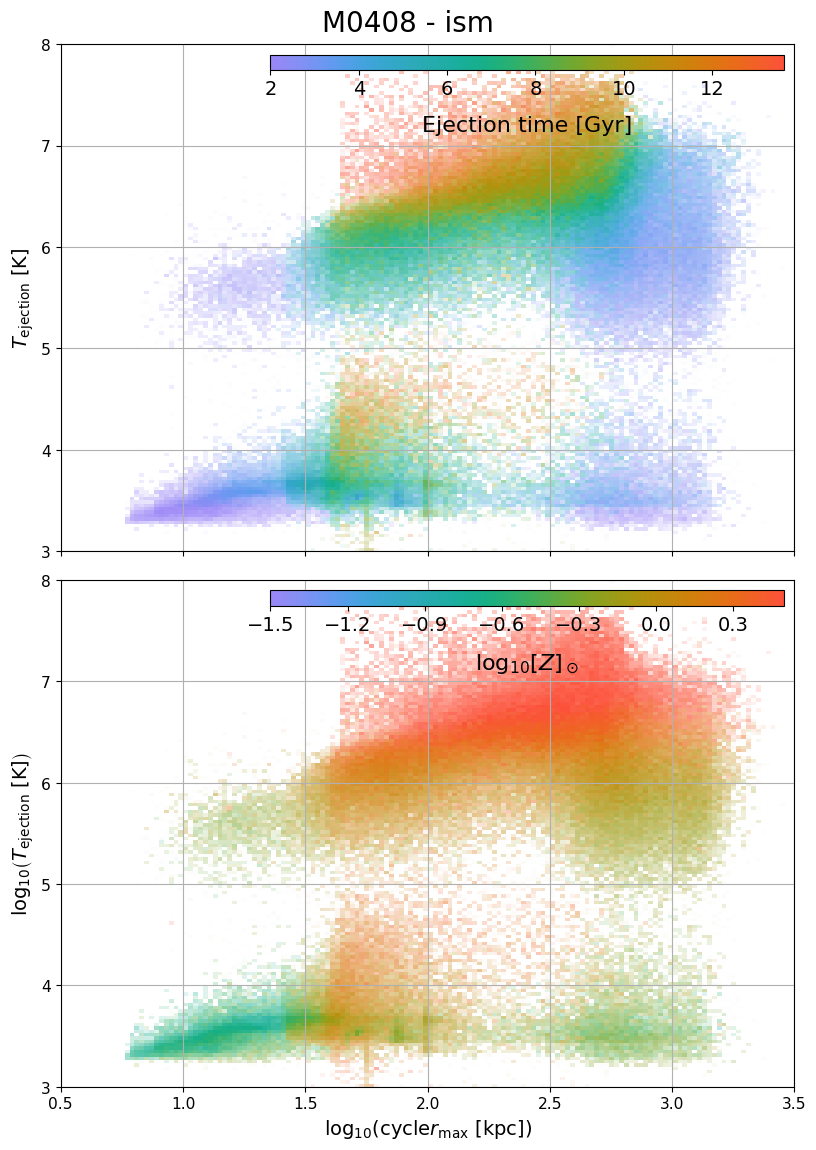 M0408 - ism
8
7
6
5
4
3
T_ejection [K]
2 4 6 8 10 12
Ejection time [Gyr]
8
7
6
5
4
3
log₁₀(T_ejection [K])
−1.5 −1.2 −0.9 −0.6 −0.3 0.0 0.3
log₁₀[Z]_⊙
0.5 1.0 1.5 2.0 2.5 3.0 3.5
log₁₀(cycler_max [kpc])